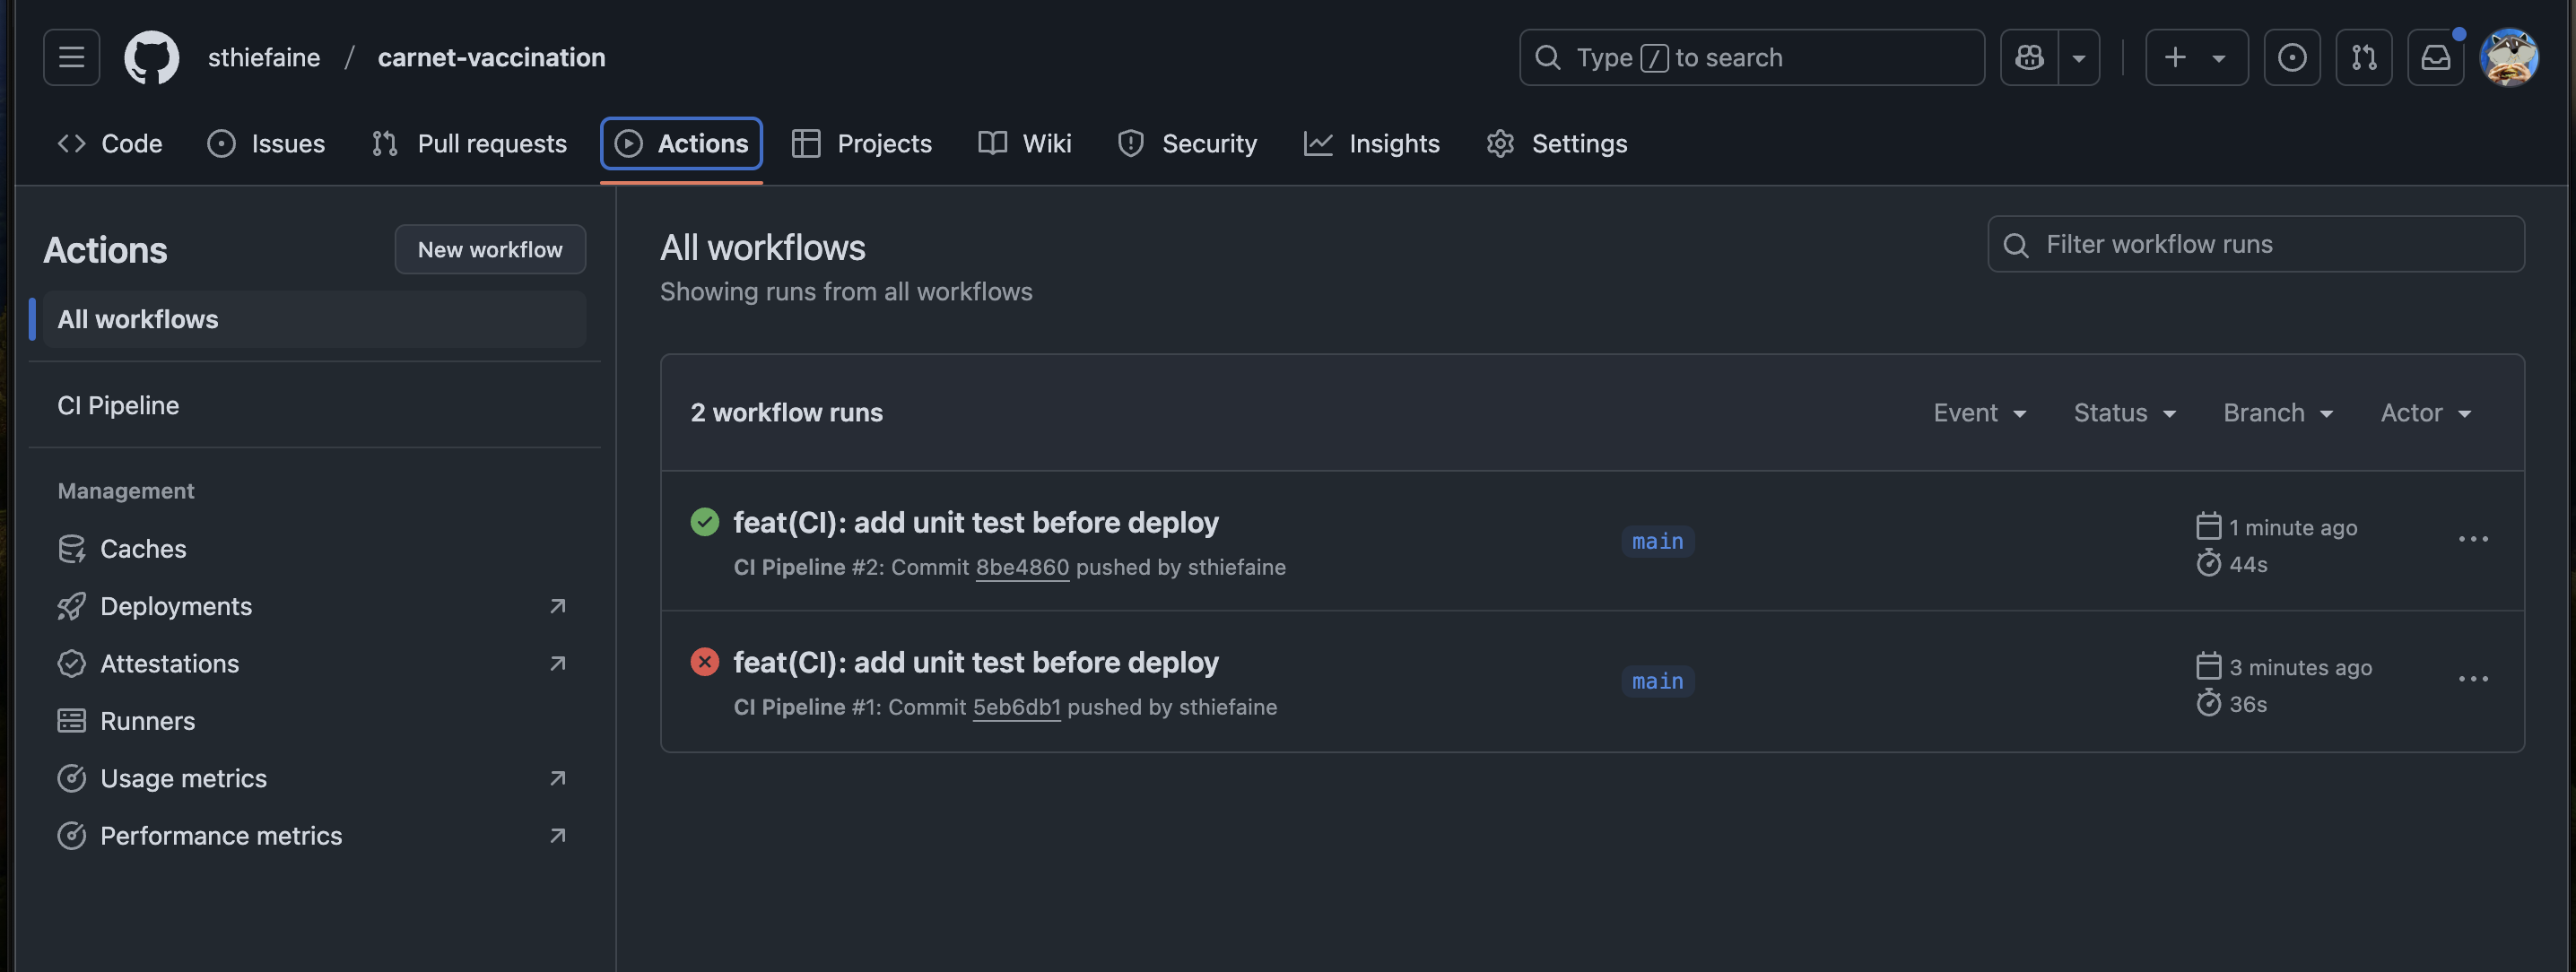 sthiefaine / carnet-vaccination
Type / to search
Code
Issues
Pull requests
Actions
Projects
Wiki
Security
Insights
Settings
Actions
New workflow
All workflows
CI Pipeline
Management
Caches
Deployments
Attestations
Runners
Usage metrics
Performance metrics
All workflows
Showing runs from all workflows
Filter workflow runs
2 workflow runs
Event
Status
Branch
Actor
feat(CI): add unit test before deploy
CI Pipeline #2: Commit 8be4860 pushed by sthiefaine
main
1 minute ago
44s
feat(CI): add unit test before deploy
CI Pipeline #1: Commit 5eb6db1 pushed by sthiefaine
main
3 minutes ago
36s